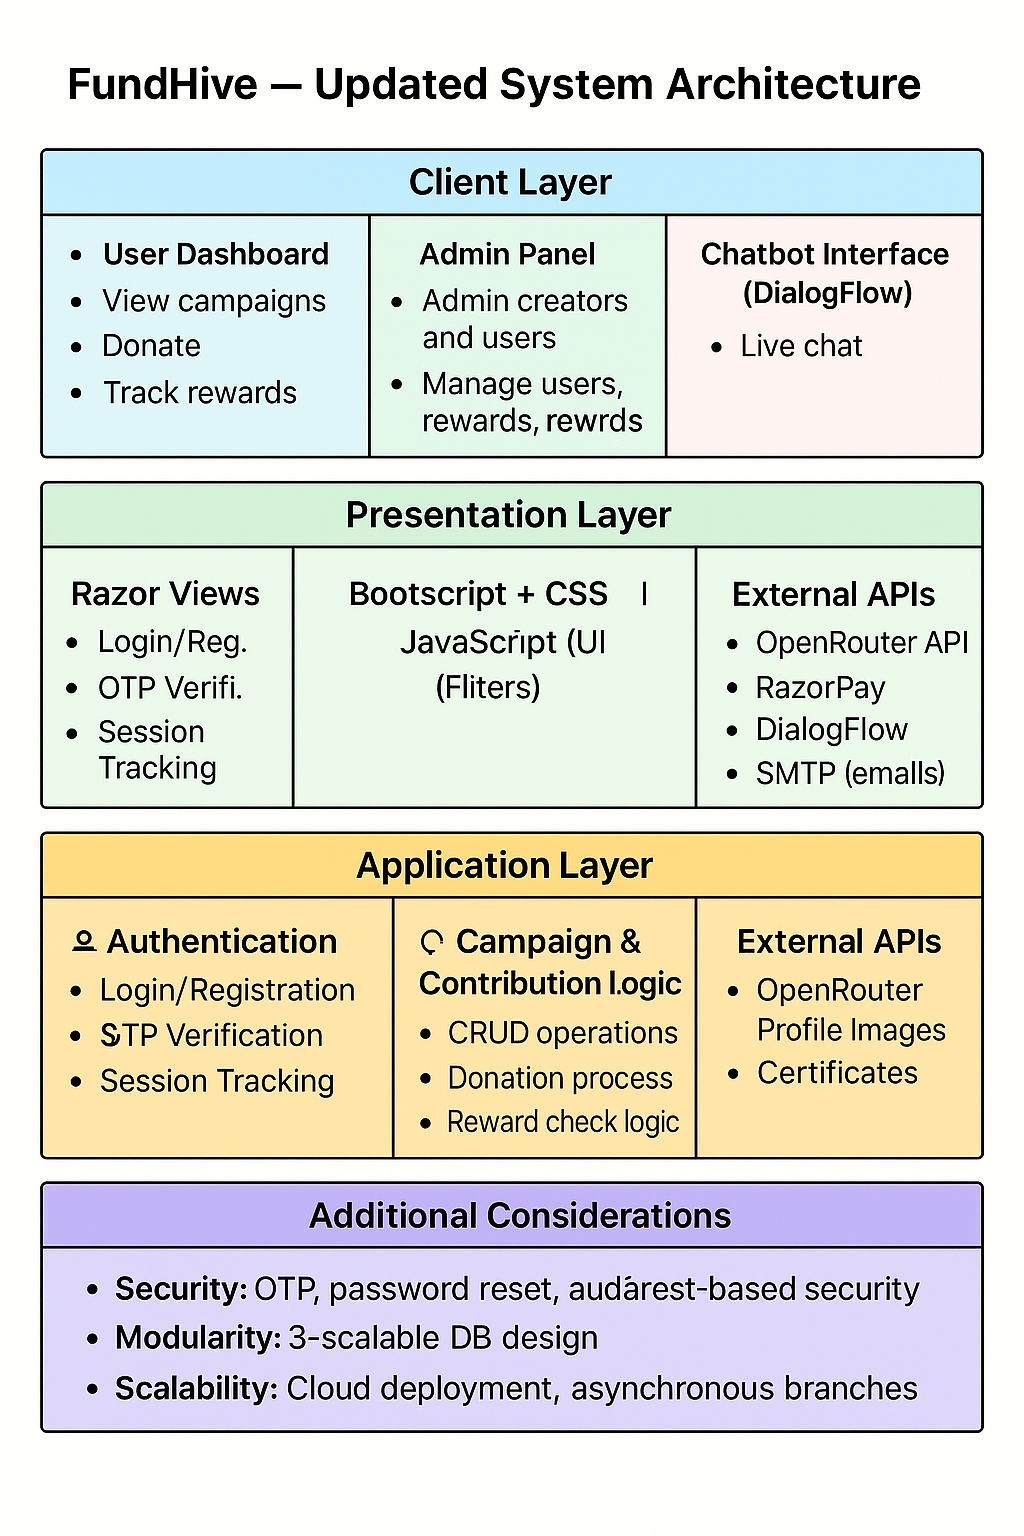 FundHive — Updated System Architecture
Client Layer
• User Dashboard
• View campaigns
• Donate
• Track rewards
Admin Panel
• Admin creators
and users
• Manage users,
rewards, rewrds
Chatbot Interface
(DialogFlow)
• Live chat
Presentation Layer
Razor Views
• Login/Reg.
• OTP Verifi.
• Session
Tracking
Bootscript + CSS |
JavaScript (UI
(Fliters)
External APIs
• OpenRouter API
• RazorPay
• DialogFlow
• SMTP (emalls)
Application Layer
Authentication
• Login/Registration
• STP Verification
• Session Tracking
Campaign &
Contribution Logic
• CRUD operations
• Donation process
• Reward check logic
External APIs
• OpenRouter
Profile Images
• Certificates
Additional Considerations
• Security: OTP, password reset, audárest-based security
• Modularity: 3-scalable DB design
• Scalability: Cloud deployment, asynchronous branches